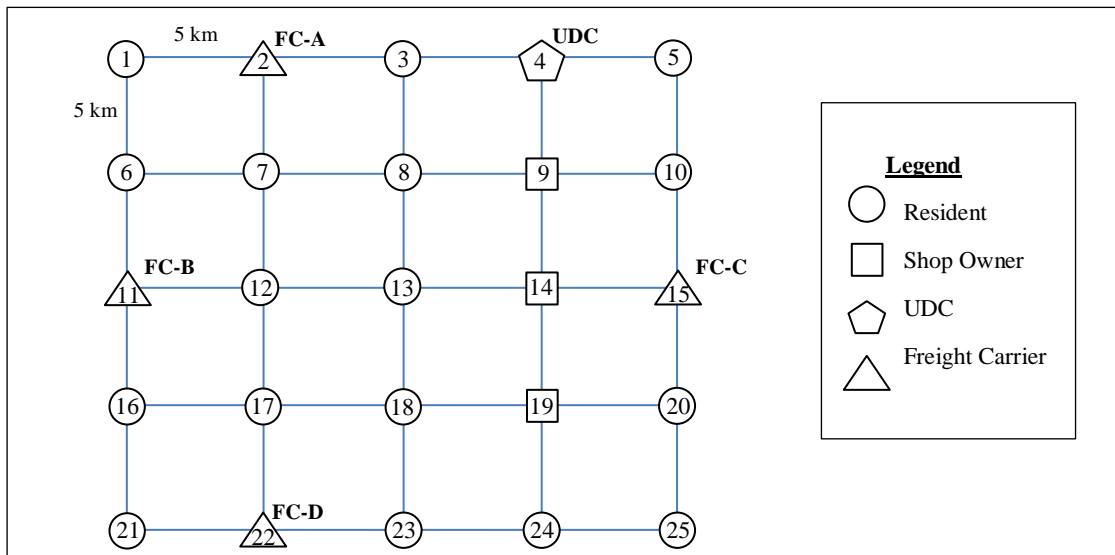 5 km
FC-A
UDC
1
2
3
4
5
5 km
6
7
8
9
10
FC-B
FC-C
11
12
13
14
15
16
17
18
19
20
FC-D
21
22
23
24
25
Legend
Resident
Shop Owner
UDC
Freight Carrier